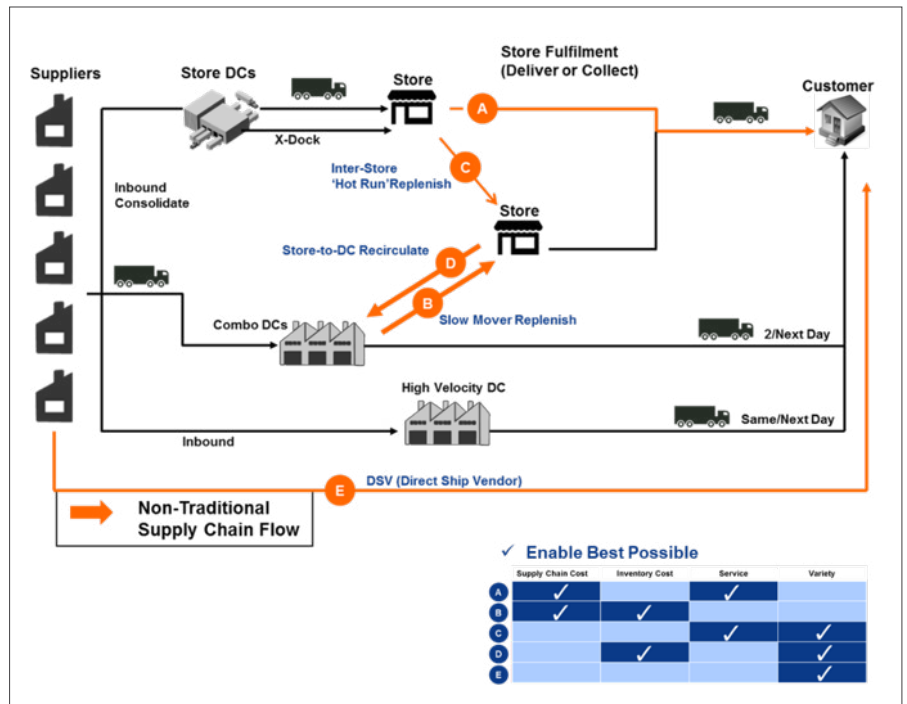 Store Fulfilment
(Deliver or Collect)
Suppliers
Store DCs
Store
Customer
A
X-Dock
C
Inter-Store
'Hot Run'Replenish
Inbound
Consolidate
Store
Store-to-DC Recirculate
D
B
Slow Mover Replenish
Combo DCs
2/Next Day
High Velocity DC
Same/Next Day
Inbound
DSV (Direct Ship Vendor)
E
Non-Traditional
Supply Chain Flow
✓ Enable Best Possible
Supply Chain Cost Inventory Cost Service Variety
A ✓ ✓
B ✓ ✓
C ✓ ✓
D ✓ ✓
E ✓